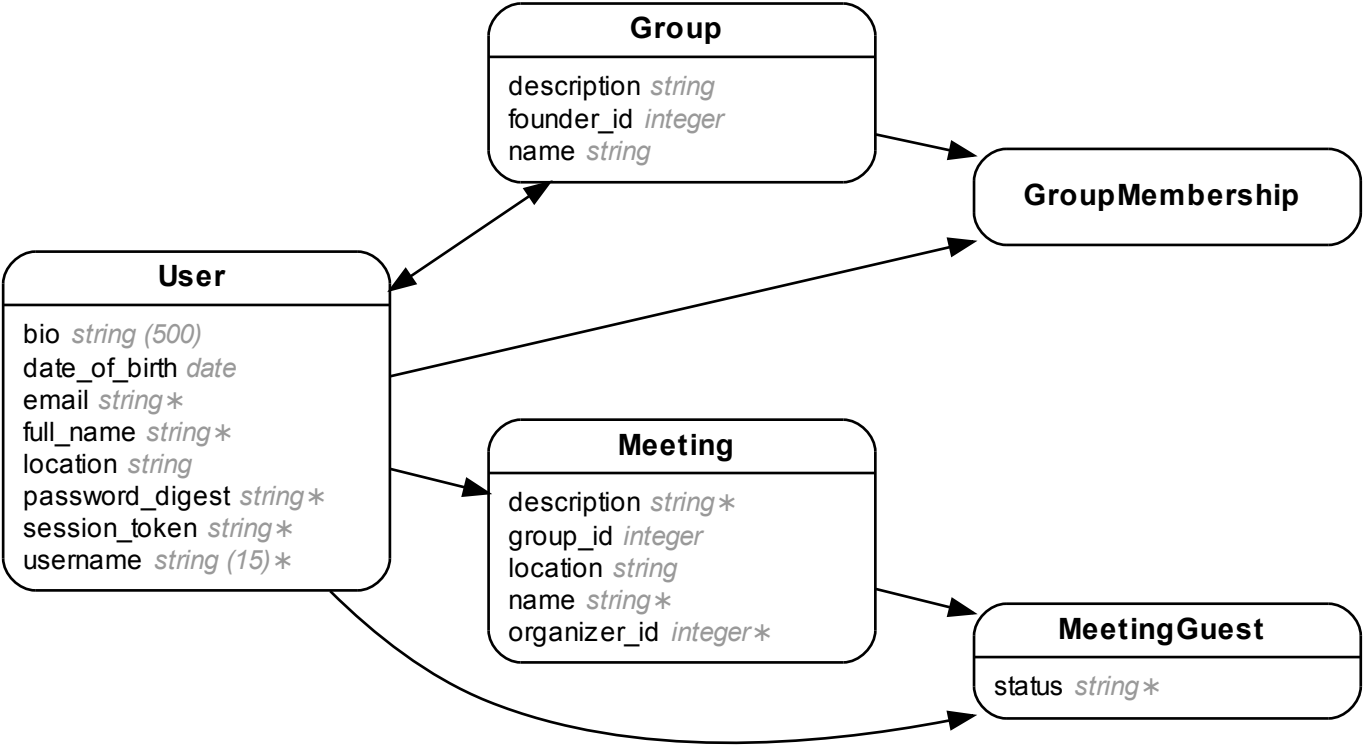 Group
description string
founder_id integer
name string
GroupMembership
User
bio string (500)
date_of_birth date
email string∗
full_name string∗
location string
password_digest string∗
session_token string∗
username string (15)∗
Meeting
description string∗
group_id integer
location string
name string∗
organizer_id integer∗
MeetingGuest
status string∗